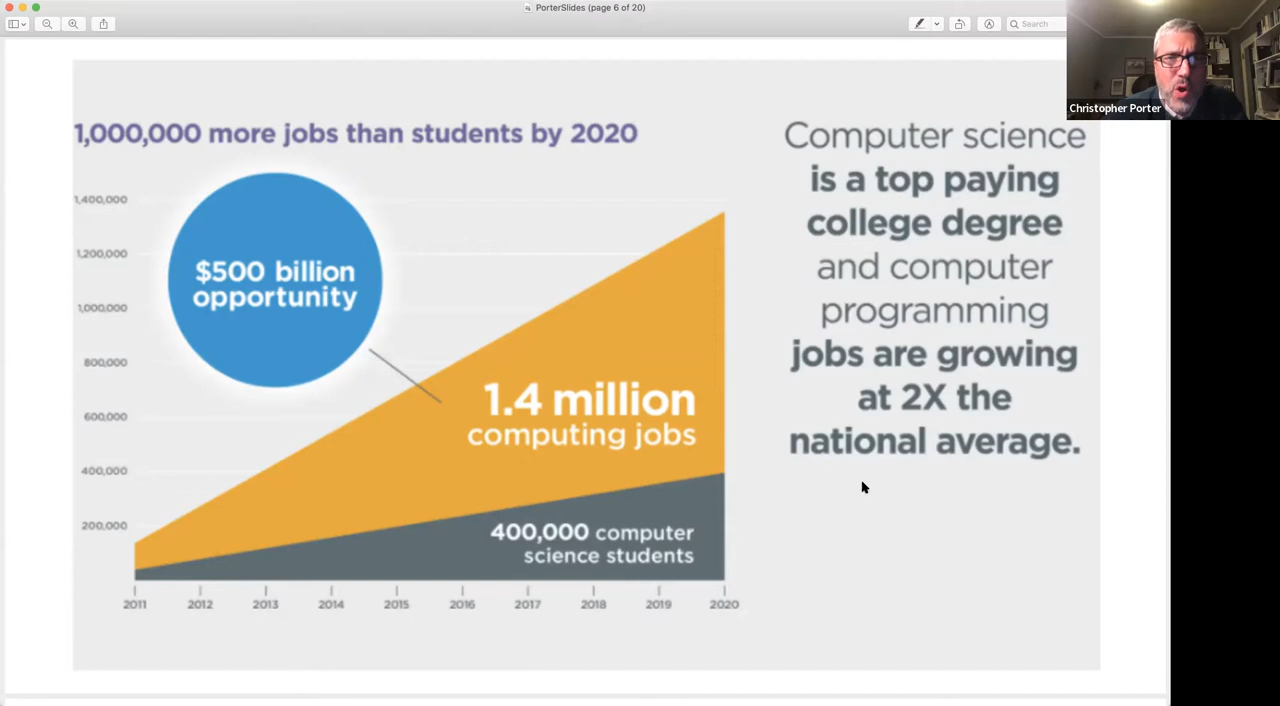 PorterSlides (page 6 of 20)
Search
Christopher Porter
1,000,000 more jobs than students by 2020
1,400,000
1,200,000
1,000,000
800,000
600,000
400,000
200,000
$500 billion
opportunity
1.4 million
computing jobs
400,000 computer
science students
2011 2012 2013 2014 2015 2016 2017 2018 2019 2020
Computer science
is a top paying
college degree
and computer
programming
jobs are growing
at 2X the
national average.